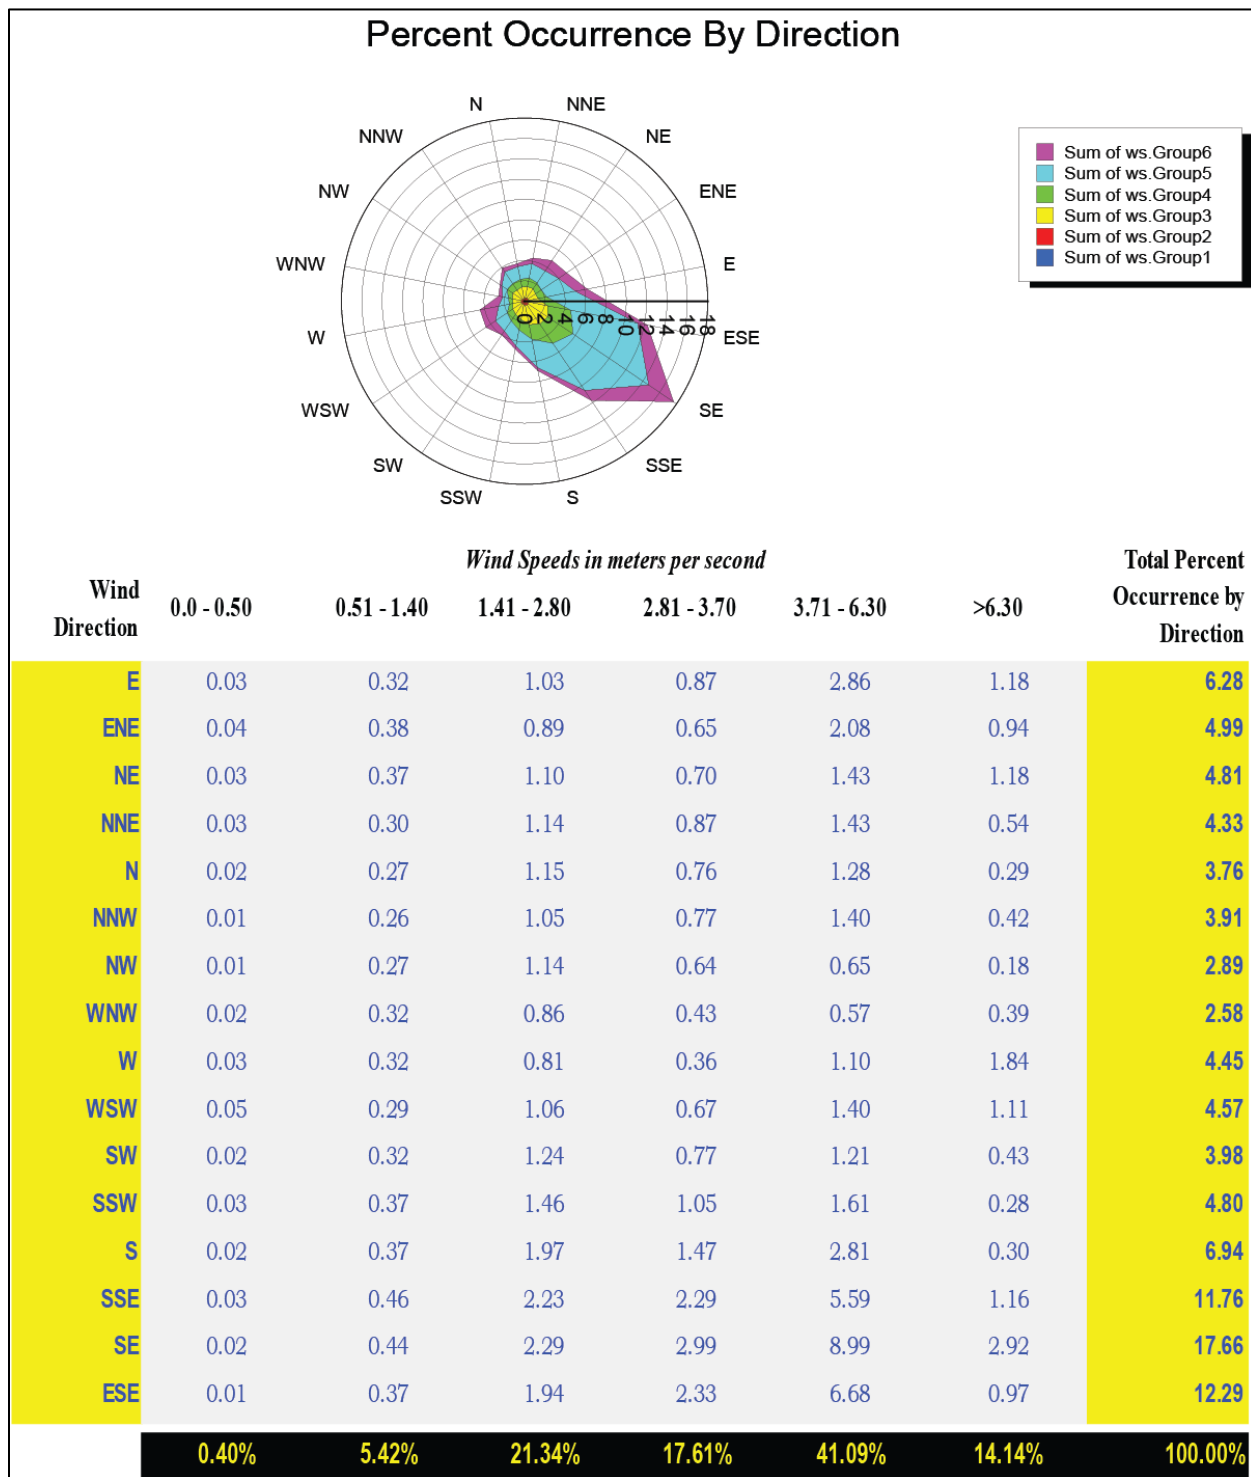 Percent Occurrence By Direction
N
NNE
NNW
NE
NW
ENE
WNW
E
0 2 4 6 8 10 12 14 16 18
W
ESE
WSW
SE
SW
SSE
SSW
S
Sum of ws.Group6
Sum of ws.Group5
Sum of ws.Group4
Sum of ws.Group3
Sum of ws.Group2
Sum of ws.Group1
Wind Speeds in meters per second
Wind Direction 0.0 - 0.50 0.51 - 1.40 1.41 - 2.80 2.81 - 3.70 3.71 - 6.30 >6.30 Total Percent Occurrence by Direction
E 0.03 0.32 1.03 0.87 2.86 1.18 6.28
ENE 0.04 0.38 0.89 0.65 2.08 0.94 4.99
NE 0.03 0.37 1.10 0.70 1.43 1.18 4.81
NNE 0.03 0.30 1.14 0.87 1.43 0.54 4.33
N 0.02 0.27 1.15 0.76 1.28 0.29 3.76
NNW 0.01 0.26 1.05 0.77 1.40 0.42 3.91
NW 0.01 0.27 1.14 0.64 0.65 0.18 2.89
WNW 0.02 0.32 0.86 0.43 0.57 0.39 2.58
W 0.03 0.32 0.81 0.36 1.10 1.84 4.45
WSW 0.05 0.29 1.06 0.67 1.40 1.11 4.57
SW 0.02 0.32 1.24 0.77 1.21 0.43 3.98
SSW 0.03 0.37 1.46 1.05 1.61 0.28 4.80
S 0.02 0.37 1.97 1.47 2.81 0.30 6.94
SSE 0.03 0.46 2.23 2.29 5.59 1.16 11.76
SE 0.02 0.44 2.29 2.99 8.99 2.92 17.66
ESE 0.01 0.37 1.94 2.33 6.68 0.97 12.29
0.40% 5.42% 21.34% 17.61% 41.09% 14.14% 100.00%